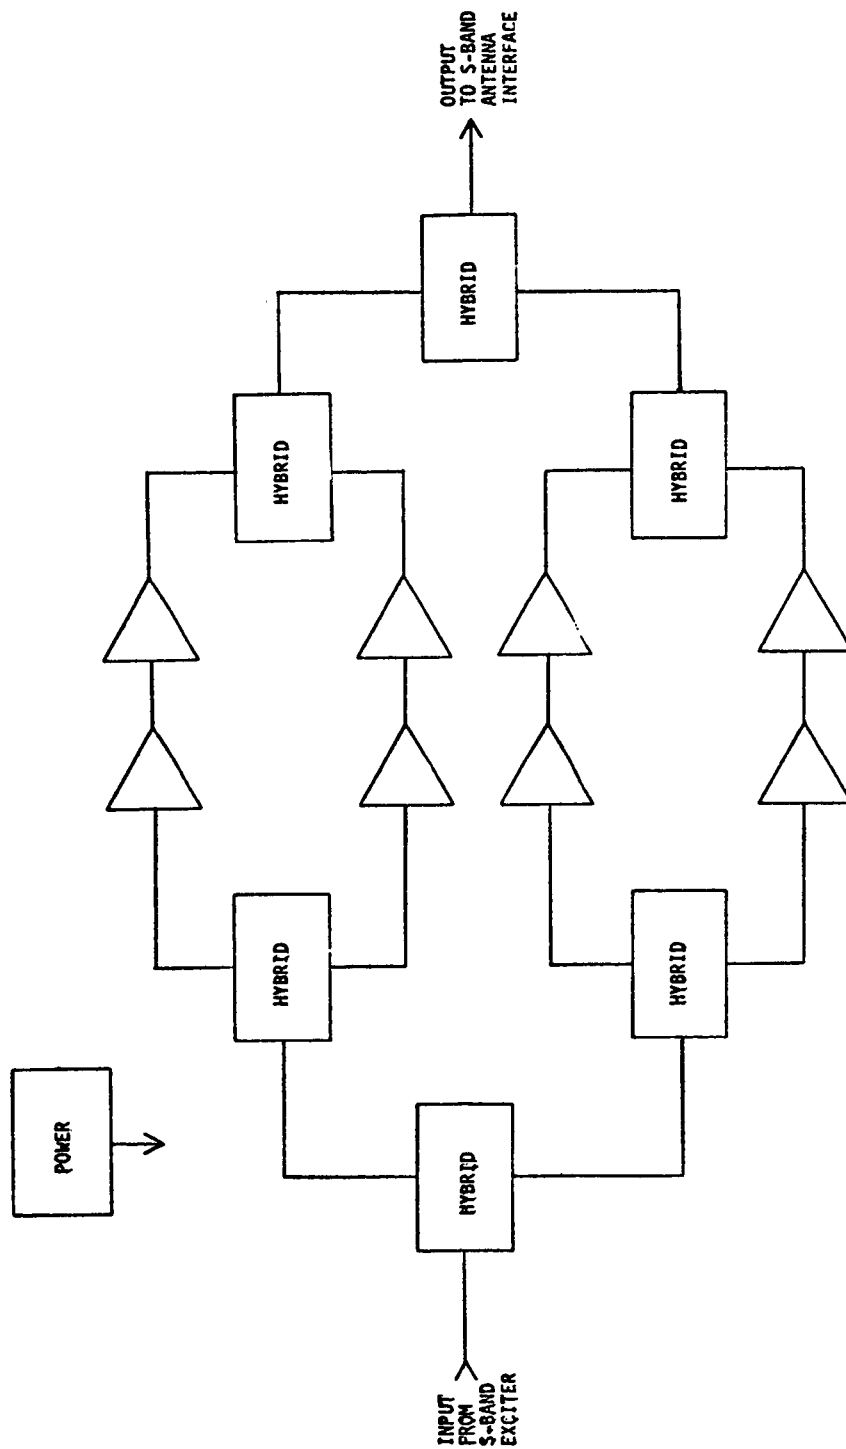 POWER
HYBRID
HYBRID
INPUT
FROM
S-BAND
EXCITER
HYBRID
HYBRID
OUTPUT
TO S-BAND
ANTENNA
INTERFACE
HYBRID
HYBRID